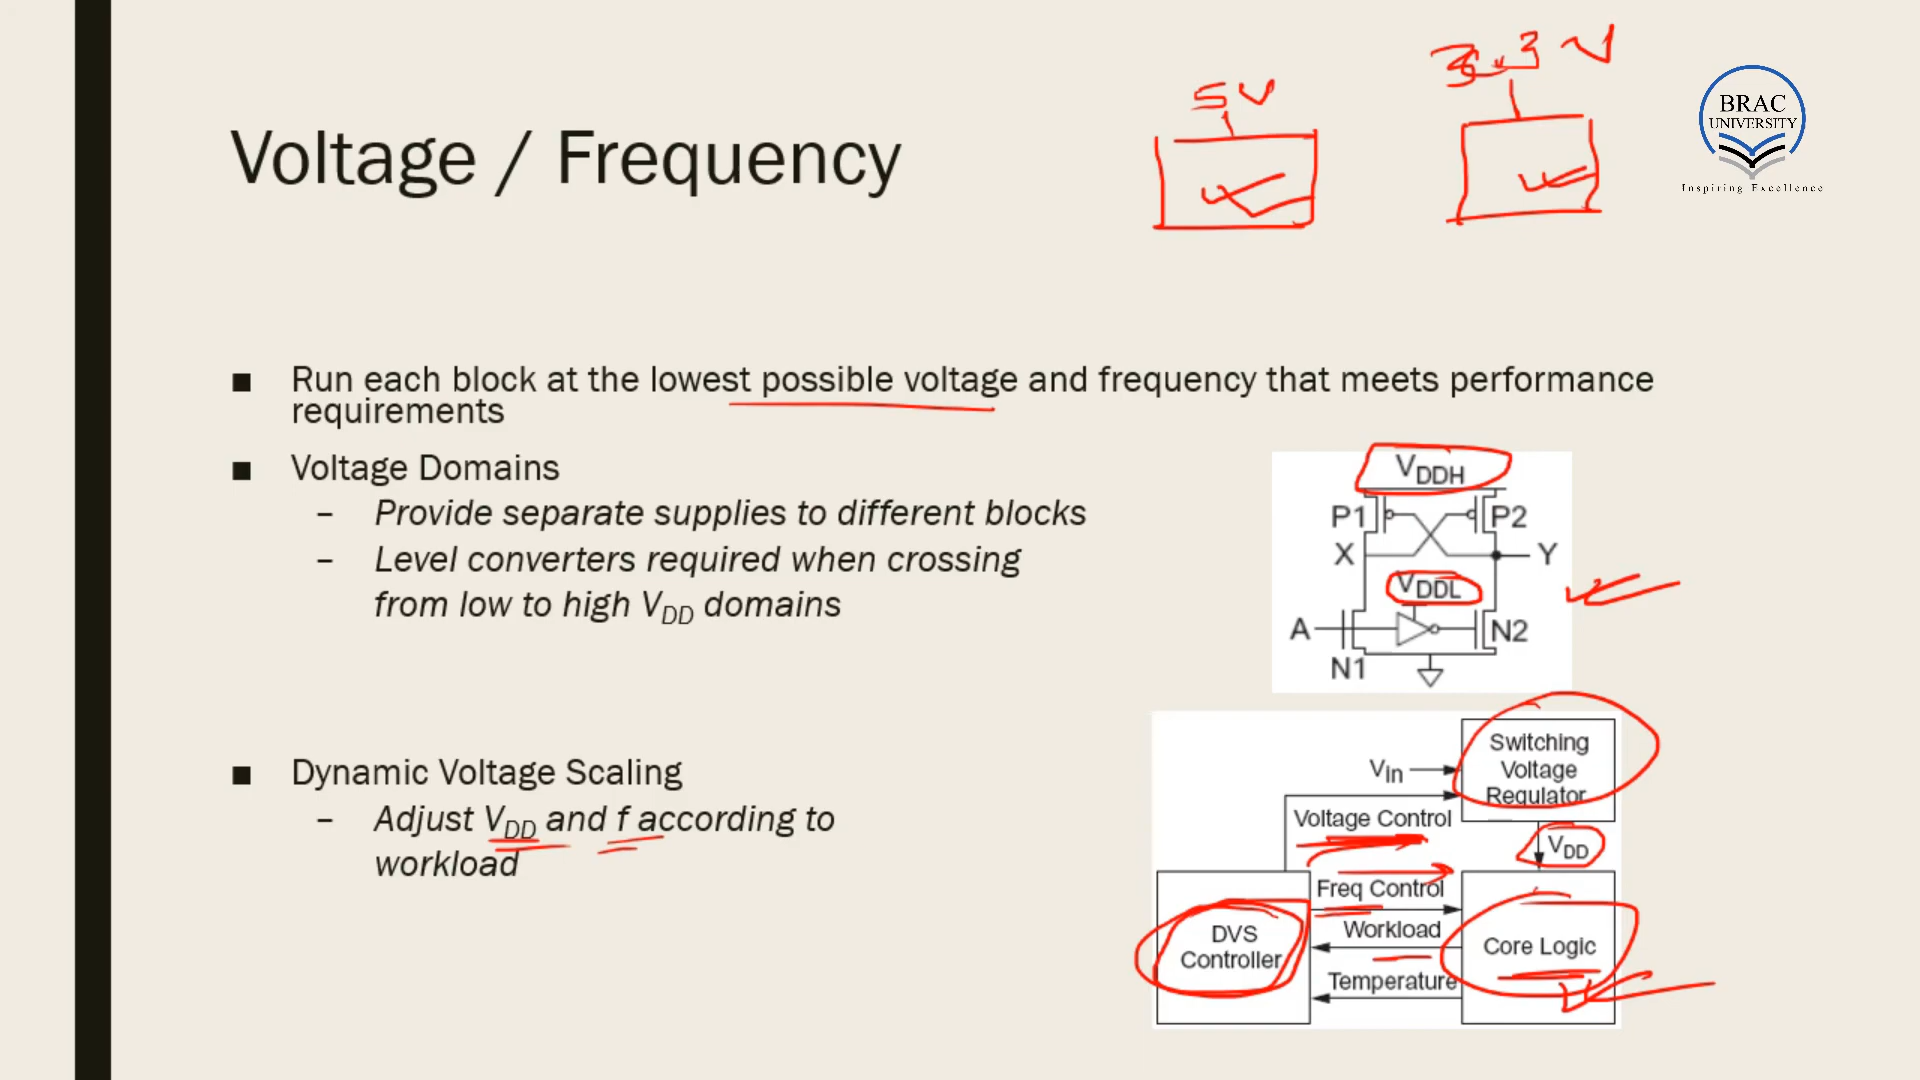 5V
3.3 V
BRAC
UNIVERSITY
Inspiring Excellence
Voltage / Frequency
■ Run each block at the lowest possible voltage and frequency that meets performance
requirements
■ Voltage Domains
– Provide separate supplies to different blocks
– Level converters required when crossing
from low to high VDD domains
VDDH
P1
P2
X
Y
VDDL
A
N1
N2
■ Dynamic Voltage Scaling
– Adjust VDD and f according to
workload
Switching
Voltage
Regulator
Vin
Voltage Control
VDD
Freq Control
Workload
Temperature
DVS
Controller
Core Logic